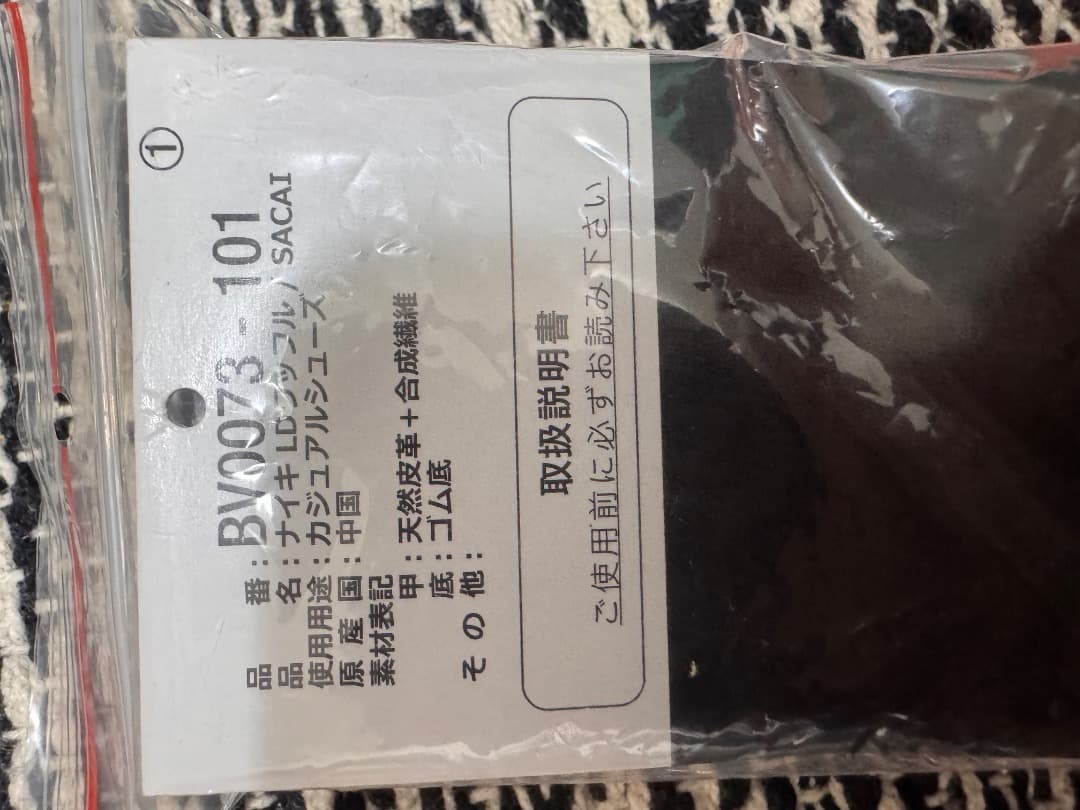 ①
品番：BV0073 - 101
品名：ナイキ LD ワッフル / SACAI
使用用途：カジュアルシューズ
原産国：中国
素材表記
甲：天然皮革＋合成繊維
底：ゴム底
その他：
取扱説明書
ご使用前に必ずお読み下さい